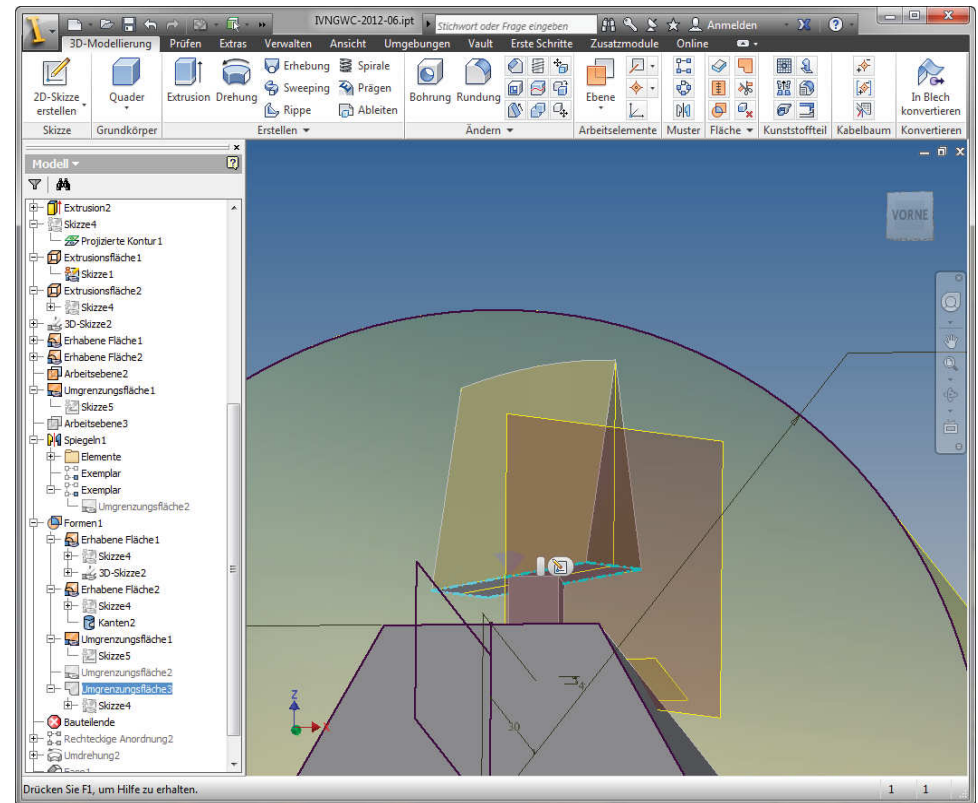 IVNGWC-2012-06.ipt
Stichwort oder Frage eingeben
Anmelden
3D-Modellierung Prüfen Extras Verwalten Ansicht Umgebungen Vault Erste Schritte Zusatzmodule Online
2D-Skizze erstellen
Quader
Extrusion Drehung
Erhebung Spirale
Sweeping Prägen
Rippe Ableiten
Bohrung Rundung
Ebene
In Blech konvertieren
Skizze Grundkörper Erstellen Ändern Arbeitselemente Muster Fläche Kunststoffteil Kabelbaum Konvertieren
Modell
Extrusion2
Skizze4
Projizierte Kontur1
Extrusionsfläche1
Skizze1
Extrusionsfläche2
Skizze4
3D-Skizze2
Erhabene Fläche1
Erhabene Fläche2
Arbeitsebene2
Umgrenzungsfläche1
Skizze5
Arbeitsebene3
Spiegeln1
Elemente
Exemplar
Exemplar
Umgrenzungsfläche2
Formen1
Erhabene Fläche1
Skizze4
3D-Skizze2
Erhabene Fläche2
Skizze4
Kanten2
Umgrenzungsfläche1
Skizze5
Umgrenzungsfläche2
Umgrenzungsfläche3
Skizze4
Bauteilende
Rechteckige Anordnung2
Umdrehung2
VORNE
Z
X
30
Drücken Sie F1, um Hilfe zu erhalten.
1 1